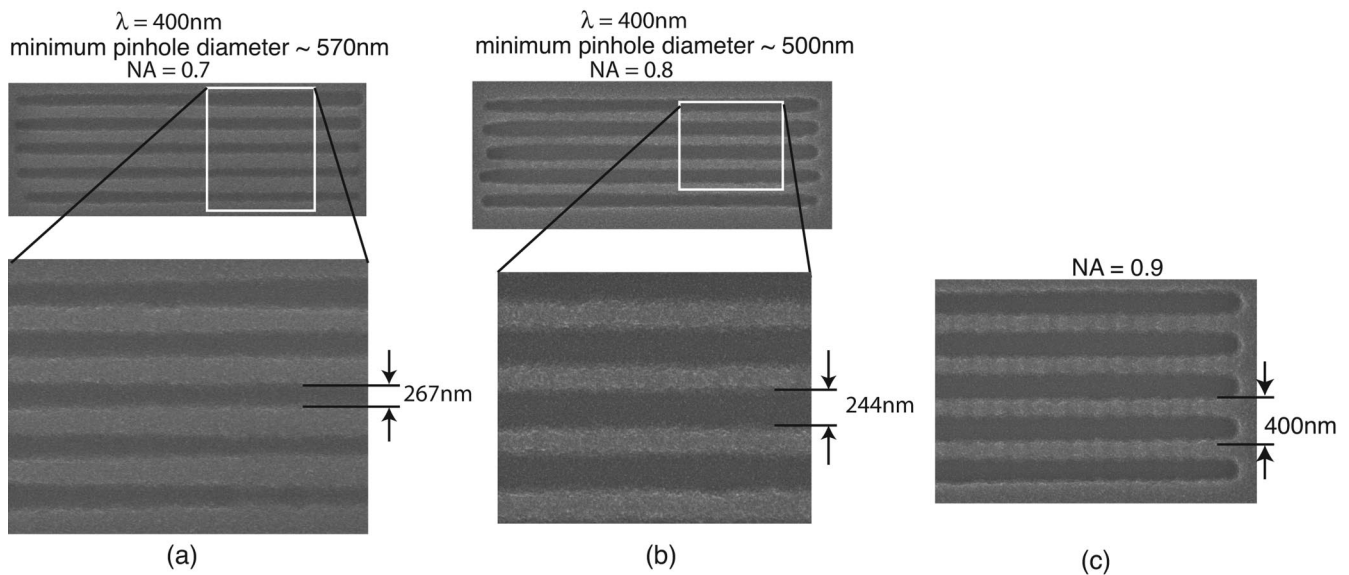 λ = 400nm
minimum pinhole diameter ~ 570nm
NA = 0.7
267nm
(a)
λ = 400nm
minimum pinhole diameter ~ 500nm
NA = 0.8
244nm
(b)
NA = 0.9
400nm
(c)